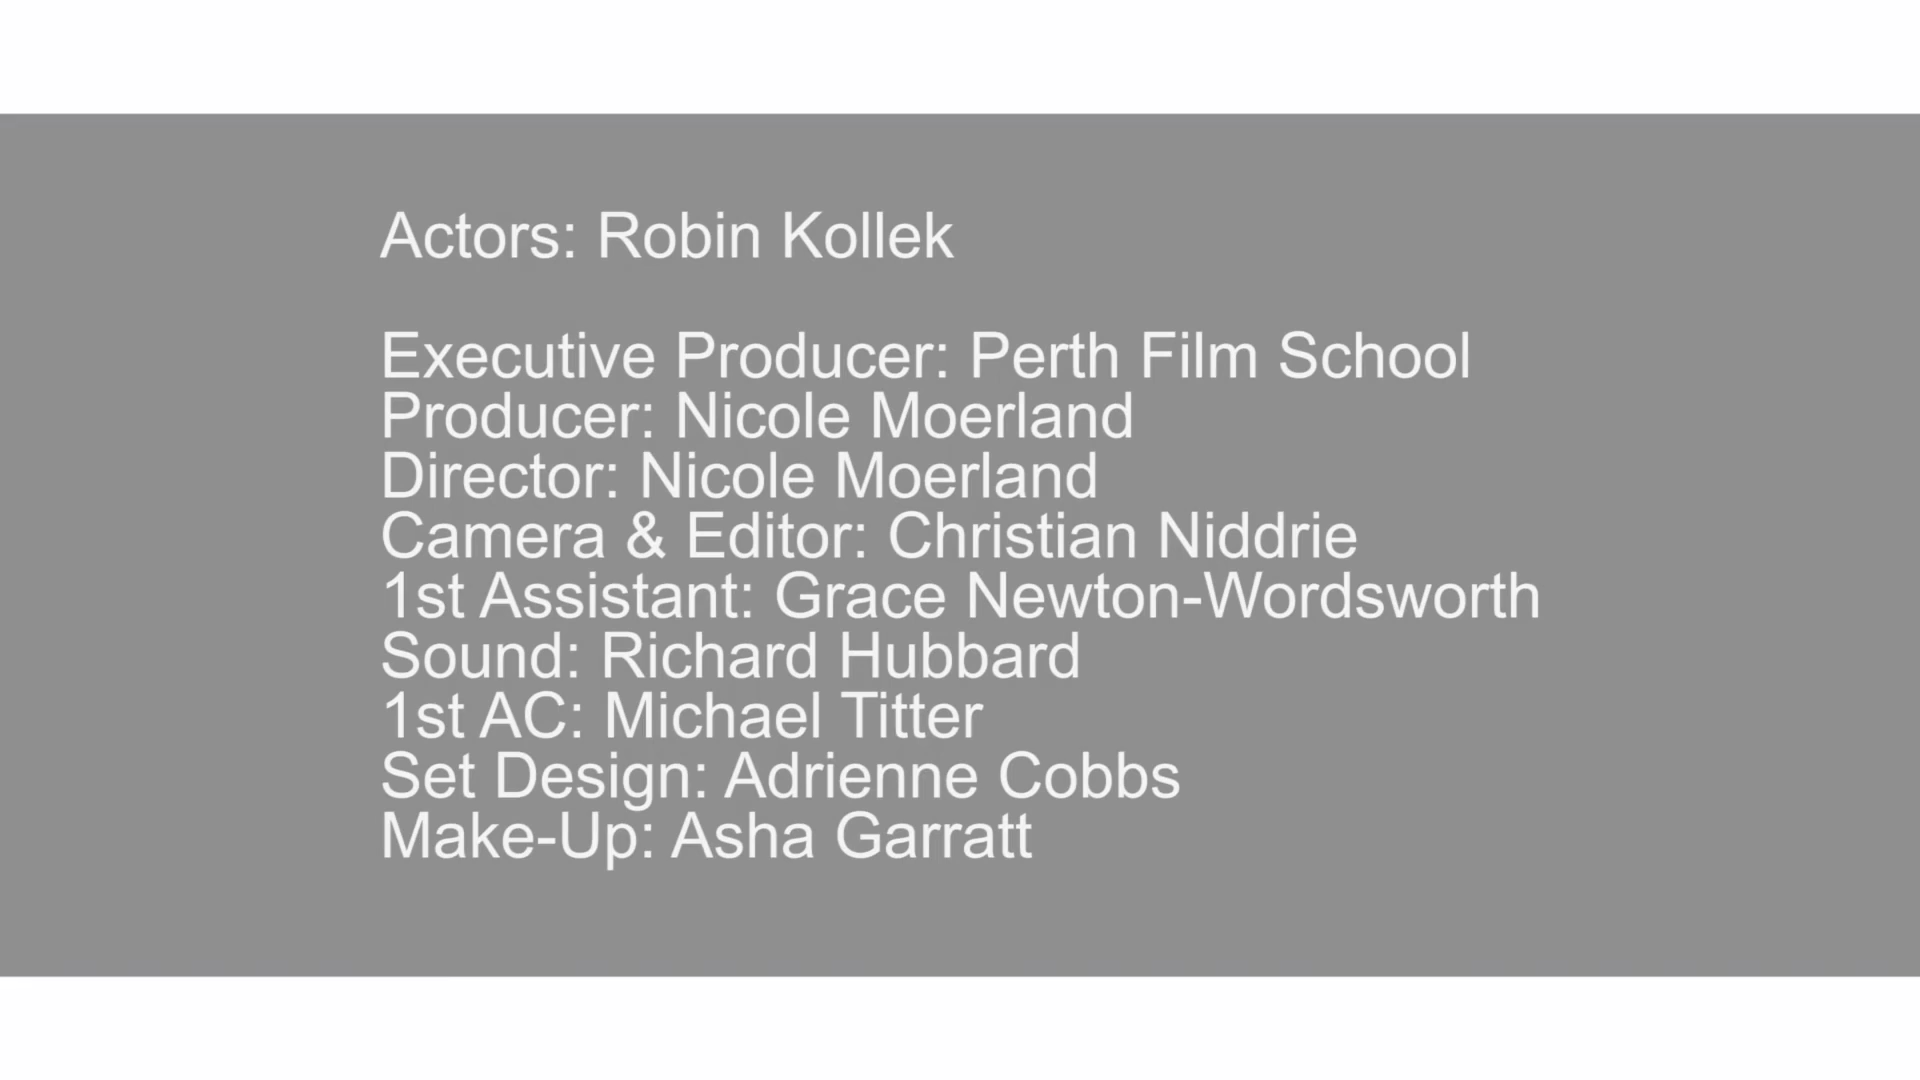 Actors: Robin Kollek
Executive Producer: Perth Film School
Producer: Nicole Moerland
Director: Nicole Moerland
Camera & Editor: Christian Niddrie
1st Assistant: Grace Newton-Wordsworth
Sound: Richard Hubbard
1st AC: Michael Titter
Set Design: Adrienne Cobbs
Make-Up: Asha Garratt